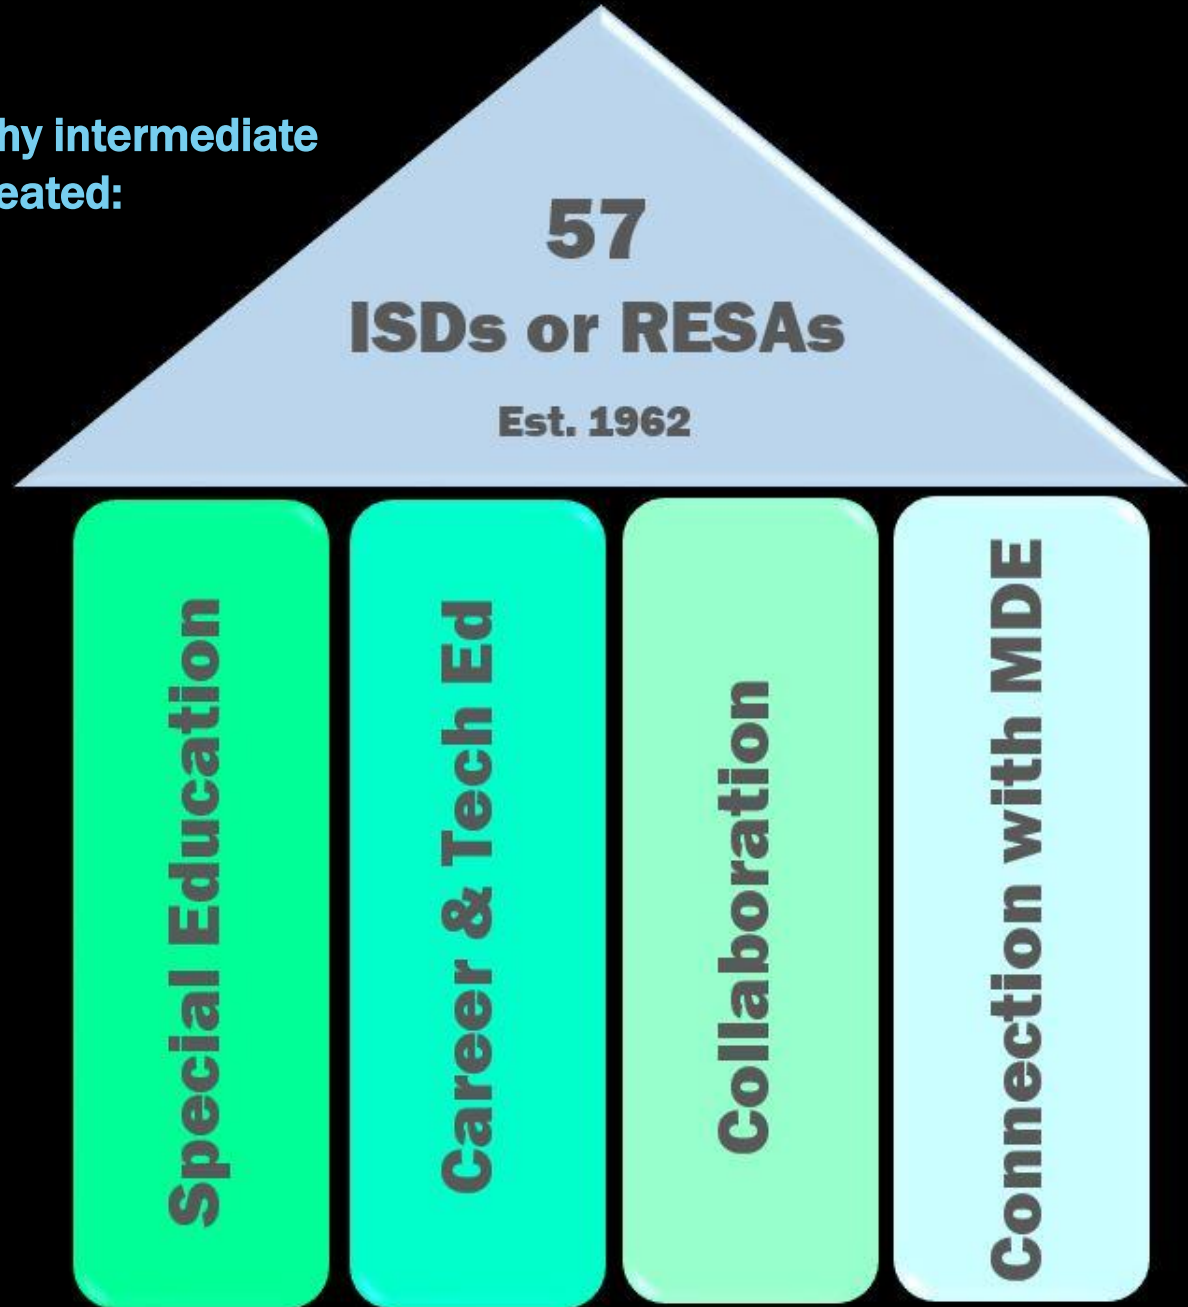 hy intermediate
eated:
57
ISDs or RESAs
Est. 1962
Special Education
Career & Tech Ed
Collaboration
Connection with MDE